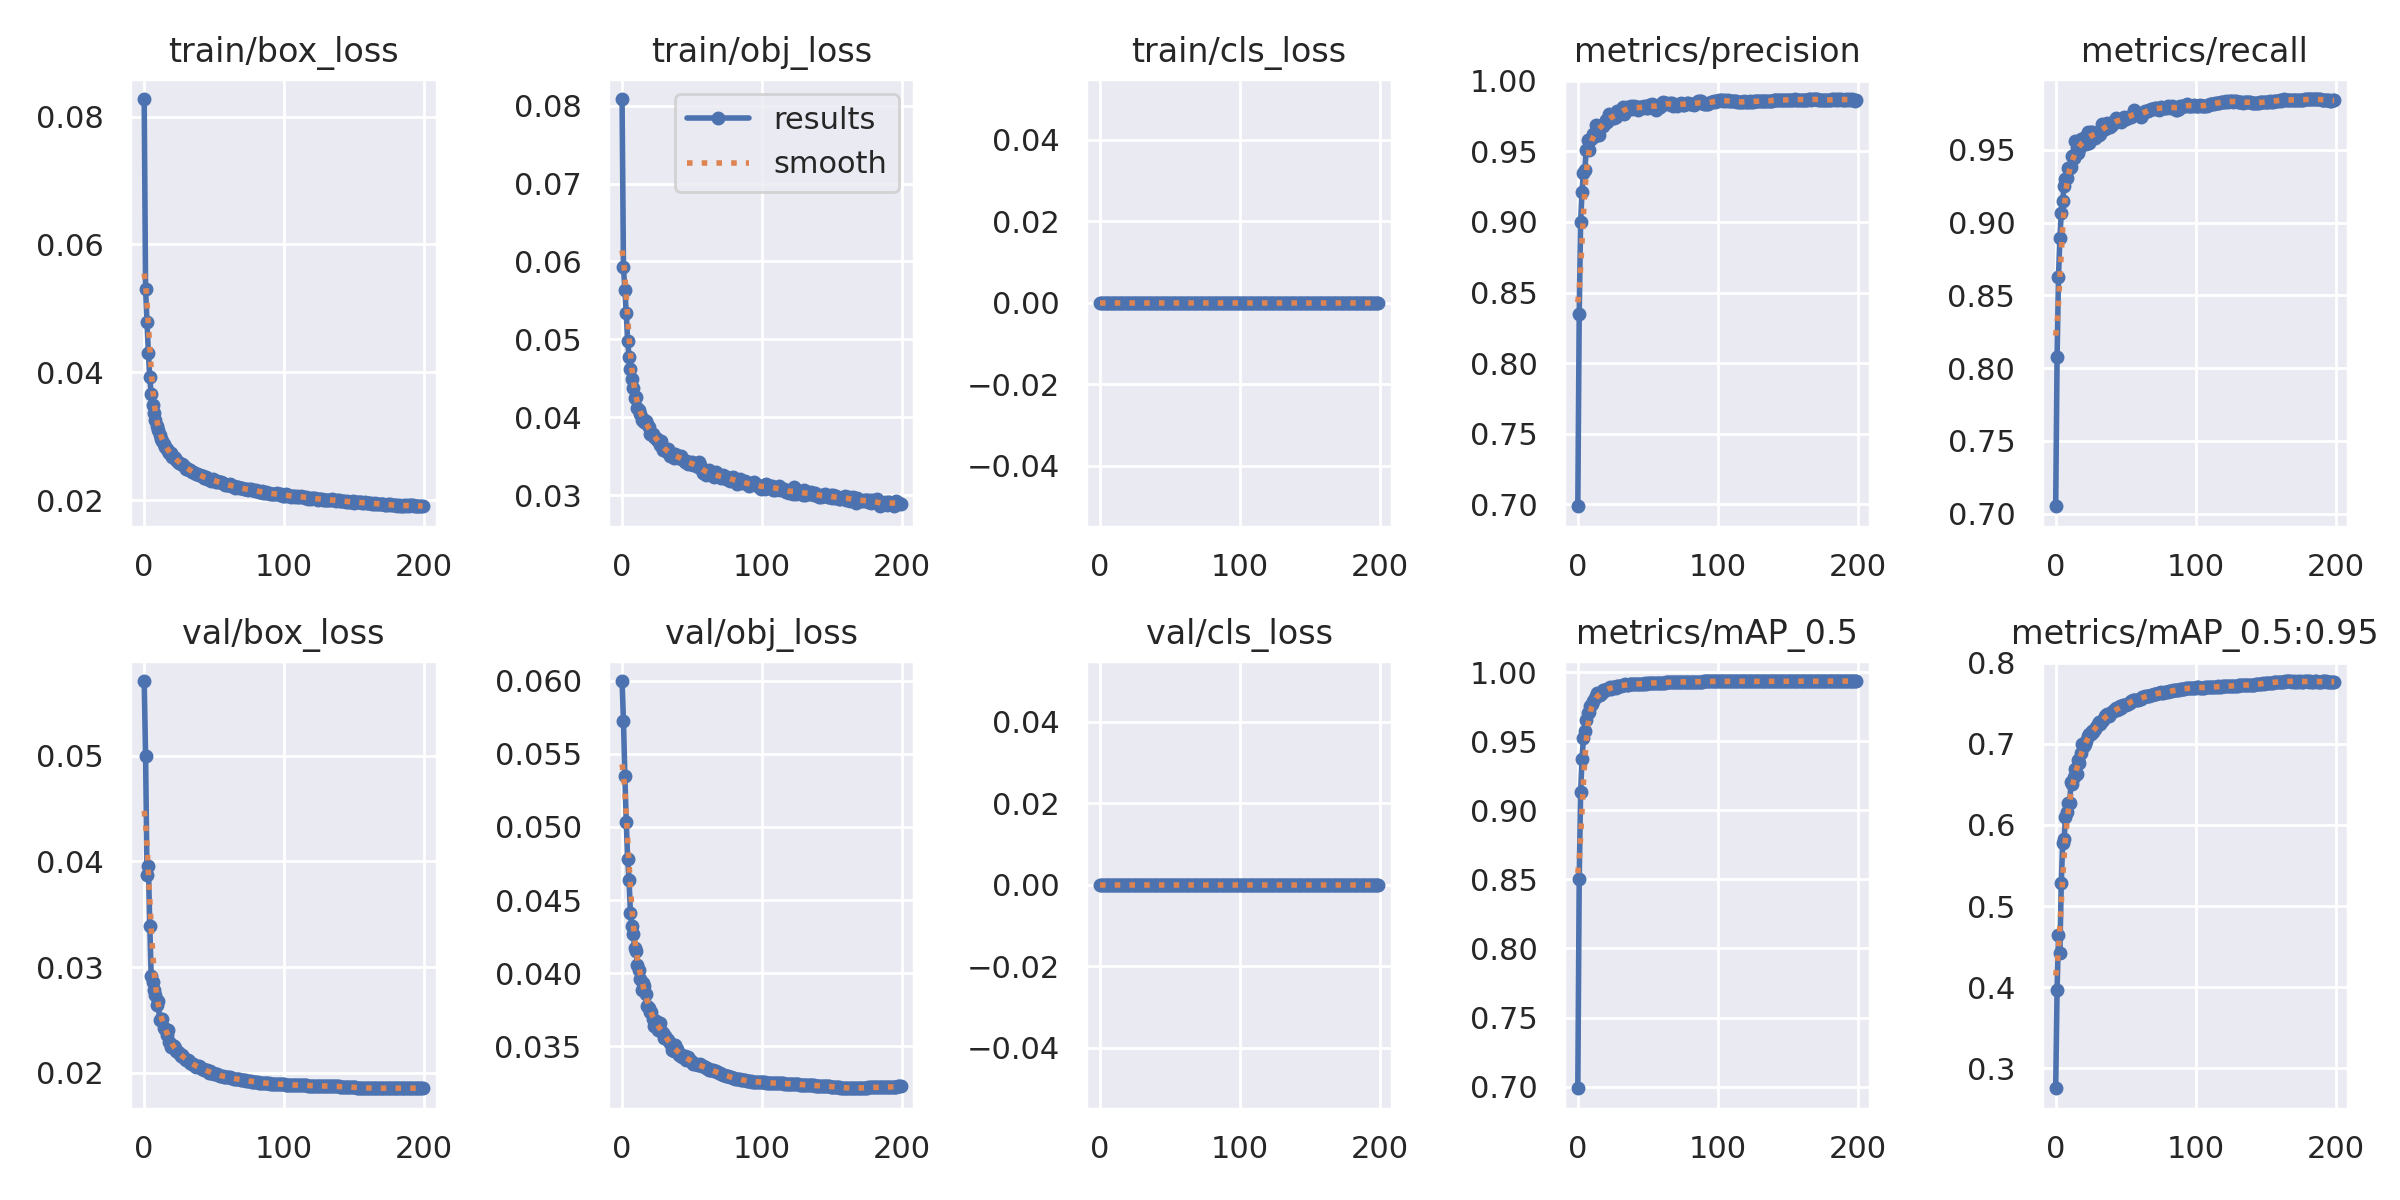 train/box_loss
0.08
0.06
0.04
0.02
0 100 200
train/obj_loss
results
smooth
0.08
0.07
0.06
0.05
0.04
0.03
0 100 200
train/cls_loss
0.04
0.02
0.00
−0.02
−0.04
0 100 200
metrics/precision
1.00
0.95
0.90
0.85
0.80
0.75
0.70
0 100 200
metrics/recall
0.95
0.90
0.85
0.80
0.75
0.70
0 100 200
val/box_loss
0.05
0.04
0.03
0.02
0 100 200
val/obj_loss
0.060
0.055
0.050
0.045
0.040
0.035
0 100 200
val/cls_loss
0.04
0.02
0.00
−0.02
−0.04
0 100 200
metrics/mAP_0.5
1.00
0.95
0.90
0.85
0.80
0.75
0.70
0 100 200
metrics/mAP_0.5:0.95
0.8
0.7
0.6
0.5
0.4
0.3
0 100 200